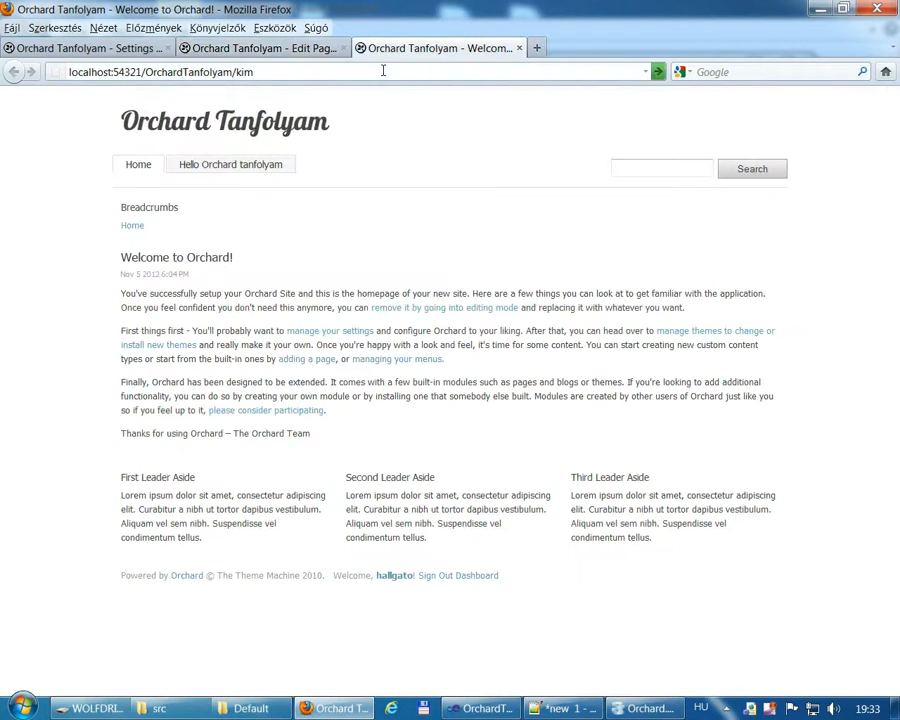 Orchard Tanfolyam - Welcome to Orchard! - Mozilla Firefox
Fájl Szerkesztés Nézet Előzmények Könyvjelzők Eszközök Súgó
Orchard Tanfolyam - Settings ... Orchard Tanfolyam - Edit Pag... Orchard Tanfolyam - Welcom...
localhost:54321/OrchardTanfolyam/kim Google
Orchard Tanfolyam
Home Hello Orchard tanfolyam Search
Breadcrumbs
Home
Welcome to Orchard!
Nov 5 2012 6:04 PM
You've successfully setup your Orchard Site and this is the homepage of your new site. Here are a few things you can look at to get familiar with the application.
Once you feel confident you don't need this anymore, you can remove it by going into editing mode and replacing it with whatever you want.
First things first - You'll probably want to manage your settings and configure Orchard to your liking. After that, you can head over to manage themes to change or
install new themes and really make it your own. Once you're happy with a look and feel, it's time for some content. You can start creating new custom content
types or start from the built-in ones by adding a page, or managing your menus.
Finally, Orchard has been designed to be extended. It comes with a few built-in modules such as pages and blogs or themes. If you're looking to add additional
functionality, you can do so by creating your own module or by installing one that somebody else built. Modules are created by other users of Orchard just like you
so if you feel up to it, please consider participating.
Thanks for using Orchard – The Orchard Team
First Leader Aside Second Leader Aside Third Leader Aside
Lorem ipsum dolor sit amet, consectetur adipiscing Lorem ipsum dolor sit amet, consectetur adipiscing Lorem ipsum dolor sit amet, consectetur adipiscing
elit. Curabitur a nibh ut tortor dapibus vestibulum. elit. Curabitur a nibh ut tortor dapibus vestibulum. elit. Curabitur a nibh ut tortor dapibus vestibulum.
Aliquam vel sem nibh. Suspendisse vel Aliquam vel sem nibh. Suspendisse vel Aliquam vel sem nibh. Suspendisse vel
condimentum tellus. condimentum tellus. condimentum tellus.
Powered by Orchard © The Theme Machine 2010. Welcome, hallgato! Sign Out Dashboard
WOLFDRI... src Default Orchard T... OrchardT... *new 1 - ... Orchard.... HU 19:33